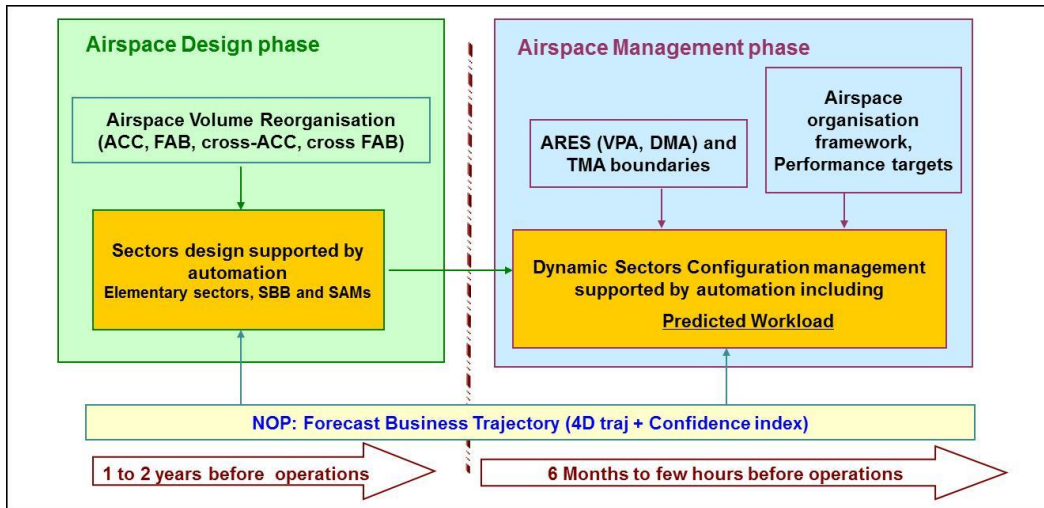 Airspace Design phase
Airspace Volume Reorganisation
(ACC, FAB, cross-ACC, cross FAB)
Sectors design supported by
automation
Elementary sectors, SBB and SAMs
Airspace Management phase
ARES (VPA, DMA) and
TMA boundaries
Airspace
organisation
framework,
Performance targets
Dynamic Sectors Configuration management
supported by automation including
Predicted Workload
NOP: Forecast Business Trajectory (4D traj + Confidence index)
1 to 2 years before operations
6 Months to few hours before operations